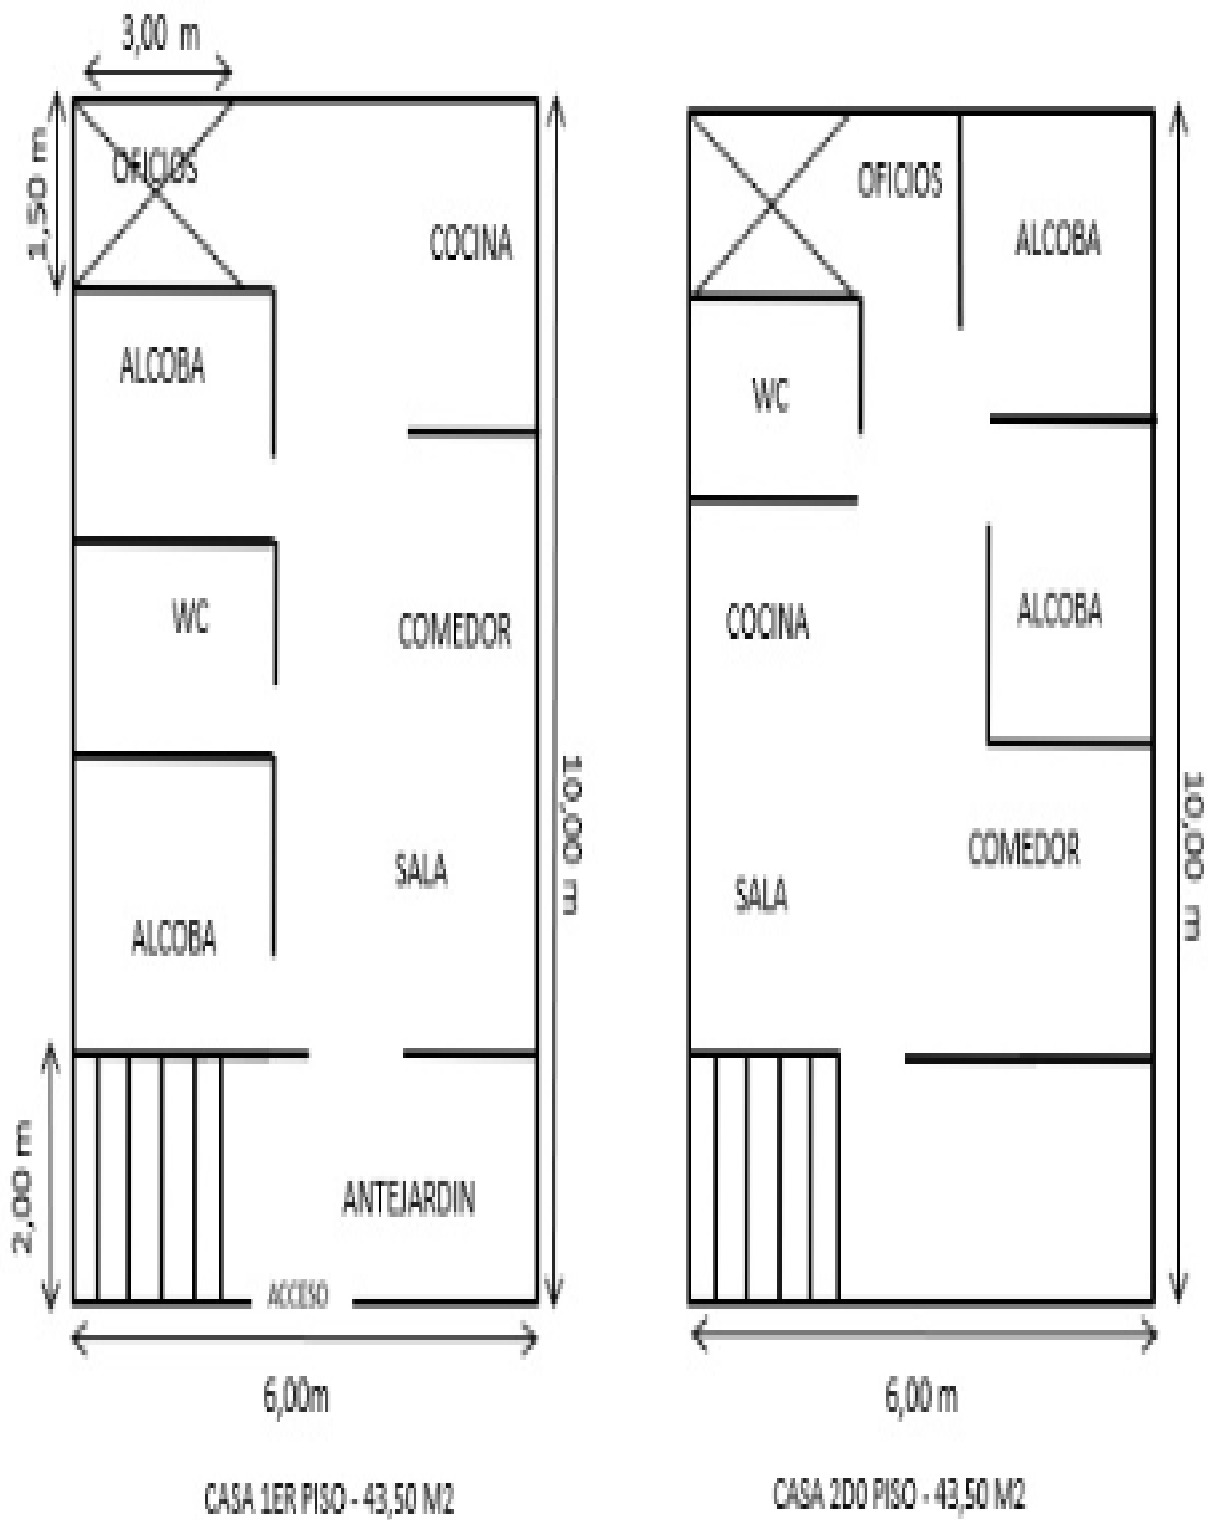 3,00 m
1,50 m
OFICIOS
COCINA
ALCOBA
WC
COMEDOR
10,00 m
SALA
ALCOBA
2,00 m
ANTEJARDIN
ACCESO
6,00m
CASA 1ER PISO - 43,50 M2
OFICIOS
ALCOBA
WC
COCINA
ALCOBA
COMEDOR
SALA
10,00 m
6,00 m
CASA 2DO PISO - 43,50 M2